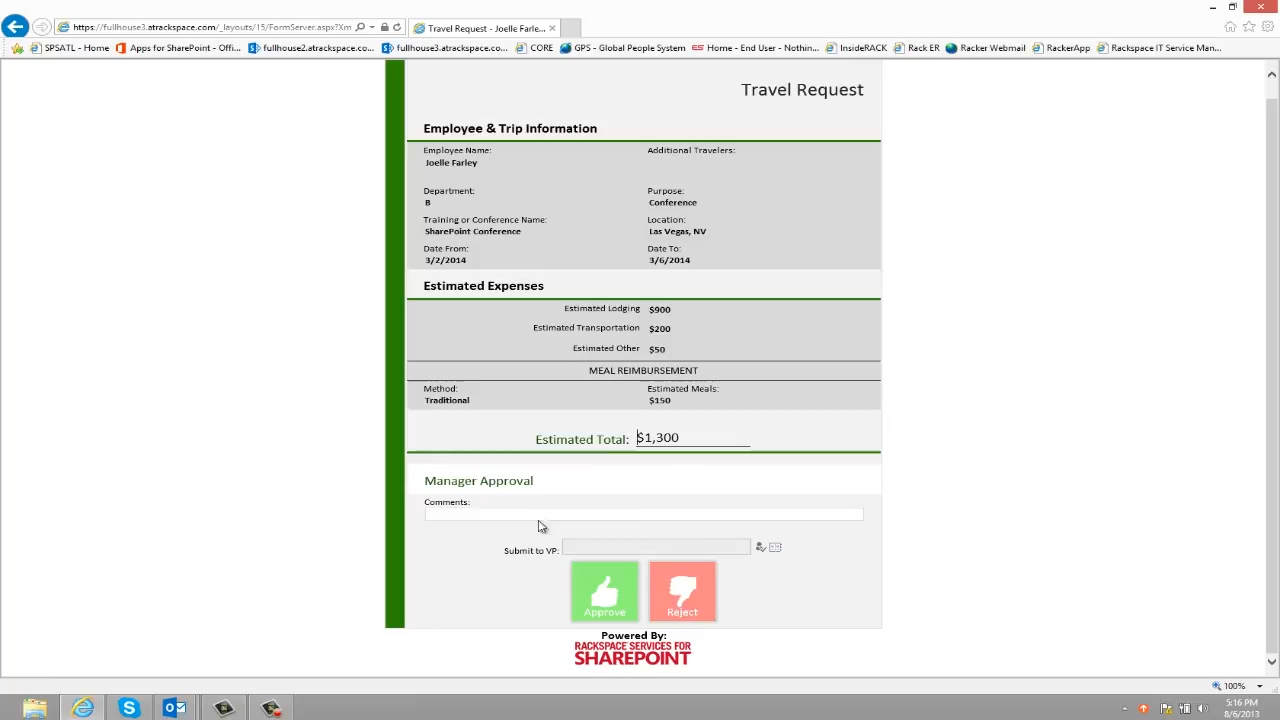 https://fullhouse3.atrackspace.com/_layouts/15/FormServer.aspx?Xm
Travel Request - Joelle Farle...
SPSATL - Home
Apps for SharePoint - Offi...
fullhouse2.atrackspace.co...
fullhouse3.atrackspace.co...
CORE
GPS - Global People System
Home - End User - Nothin...
InsideRACK
Rack ER
Racker Webmail
RackerApp
Rackspace IT Service Man...
Travel Request
Employee & Trip Information
Employee Name:
Additional Travelers:
Joelle Farley
Department:
Purpose:
B
Conference
Training or Conference Name:
Location:
SharePoint Conference
Las Vegas, NV
Date From:
Date To:
3/2/2014
3/6/2014
Estimated Expenses
Estimated Lodging $900
Estimated Transportation $200
Estimated Other $50
MEAL REIMBURSEMENT
Method:
Estimated Meals:
Traditional
$150
Estimated Total: $1,300
Manager Approval
Comments:
Submit to VP:
Approve
Reject
Powered By:
RACKSPACE SERVICES FOR
SHAREPOINT
100%
5:16 PM
8/6/2013